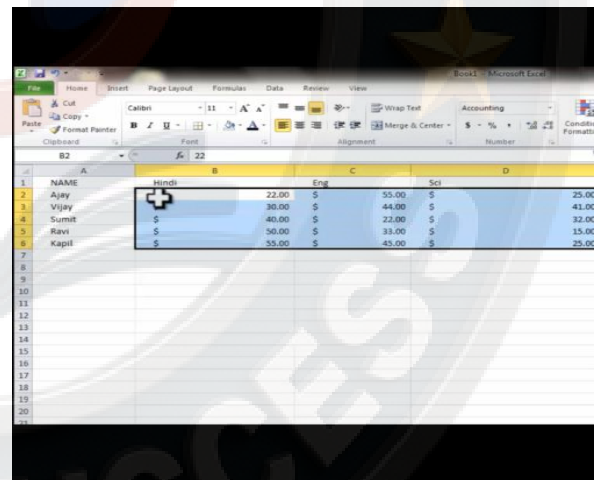 Book1 - Microsoft Excel
File Home Insert Page Layout Formulas Data Review View
Cut
Copy
Format Painter
Paste
Calibri 11 A A
B I U A
Wrap Text
Merge & Center
Accounting
$ %
Conditi
Formatti
Clipboard Font Alignment Number
B2 fx 22
A B C D
1 NAME Hindi Eng Sci
2 Ajay 22.00 $ 55.00 $ 25.00
3 Vijay 30.00 $ 44.00 $ 41.00
4 Sumit $ 40.00 $ 22.00 $ 32.00
5 Ravi $ 50.00 $ 33.00 $ 15.00
6 Kapil $ 55.00 $ 45.00 $ 25.00
7
8
9
10
11
12
13
14
15
16
17
18
19
20
21
SUCCESS